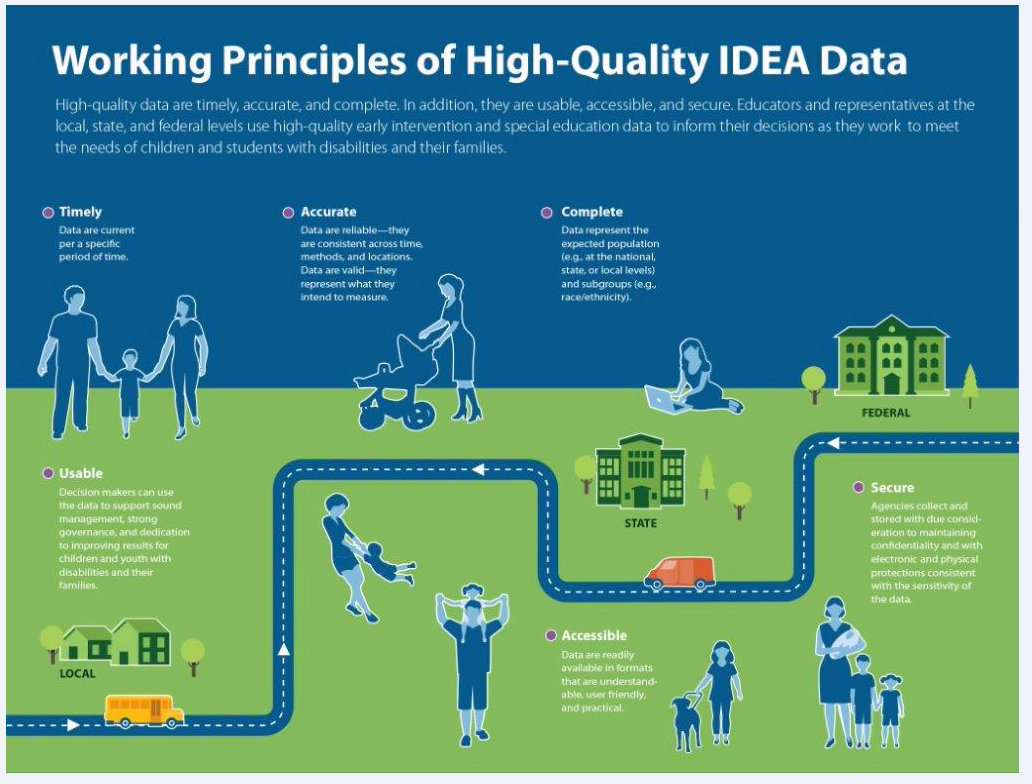 Working Principles of High-Quality IDEA Data
High-quality data are timely, accurate, and complete. In addition, they are usable, accessible, and secure. Educators and representatives at the
local, state, and federal levels use high-quality early intervention and special education data to inform their decisions as they work to meet
the needs of children and students with disabilities and their families.
Timely
Data are current
per a specific
period of time.
Accurate
Data are reliable—they
are consistent across time,
methods, and locations.
Data are valid—they
represent what they
intend to measure.
Complete
Data represent the
expected population
(e.g., at the national,
state, or local levels)
and subgroups (e.g.,
race/ethnicity).
FEDERAL
Usable
Decision makers can use
the data to support sound
management, strong
governance, and dedication
to improving results for
children and youth with
disabilities and their
families.
STATE
Secure
Agencies collect and
stored with due consid-
eration to maintaining
confidentiality and with
electronic and physical
protections consistent
with the sensitivity of
the data.
LOCAL
Accessible
Data are readily
available in formats
that are understand-
able, user friendly,
and practical.